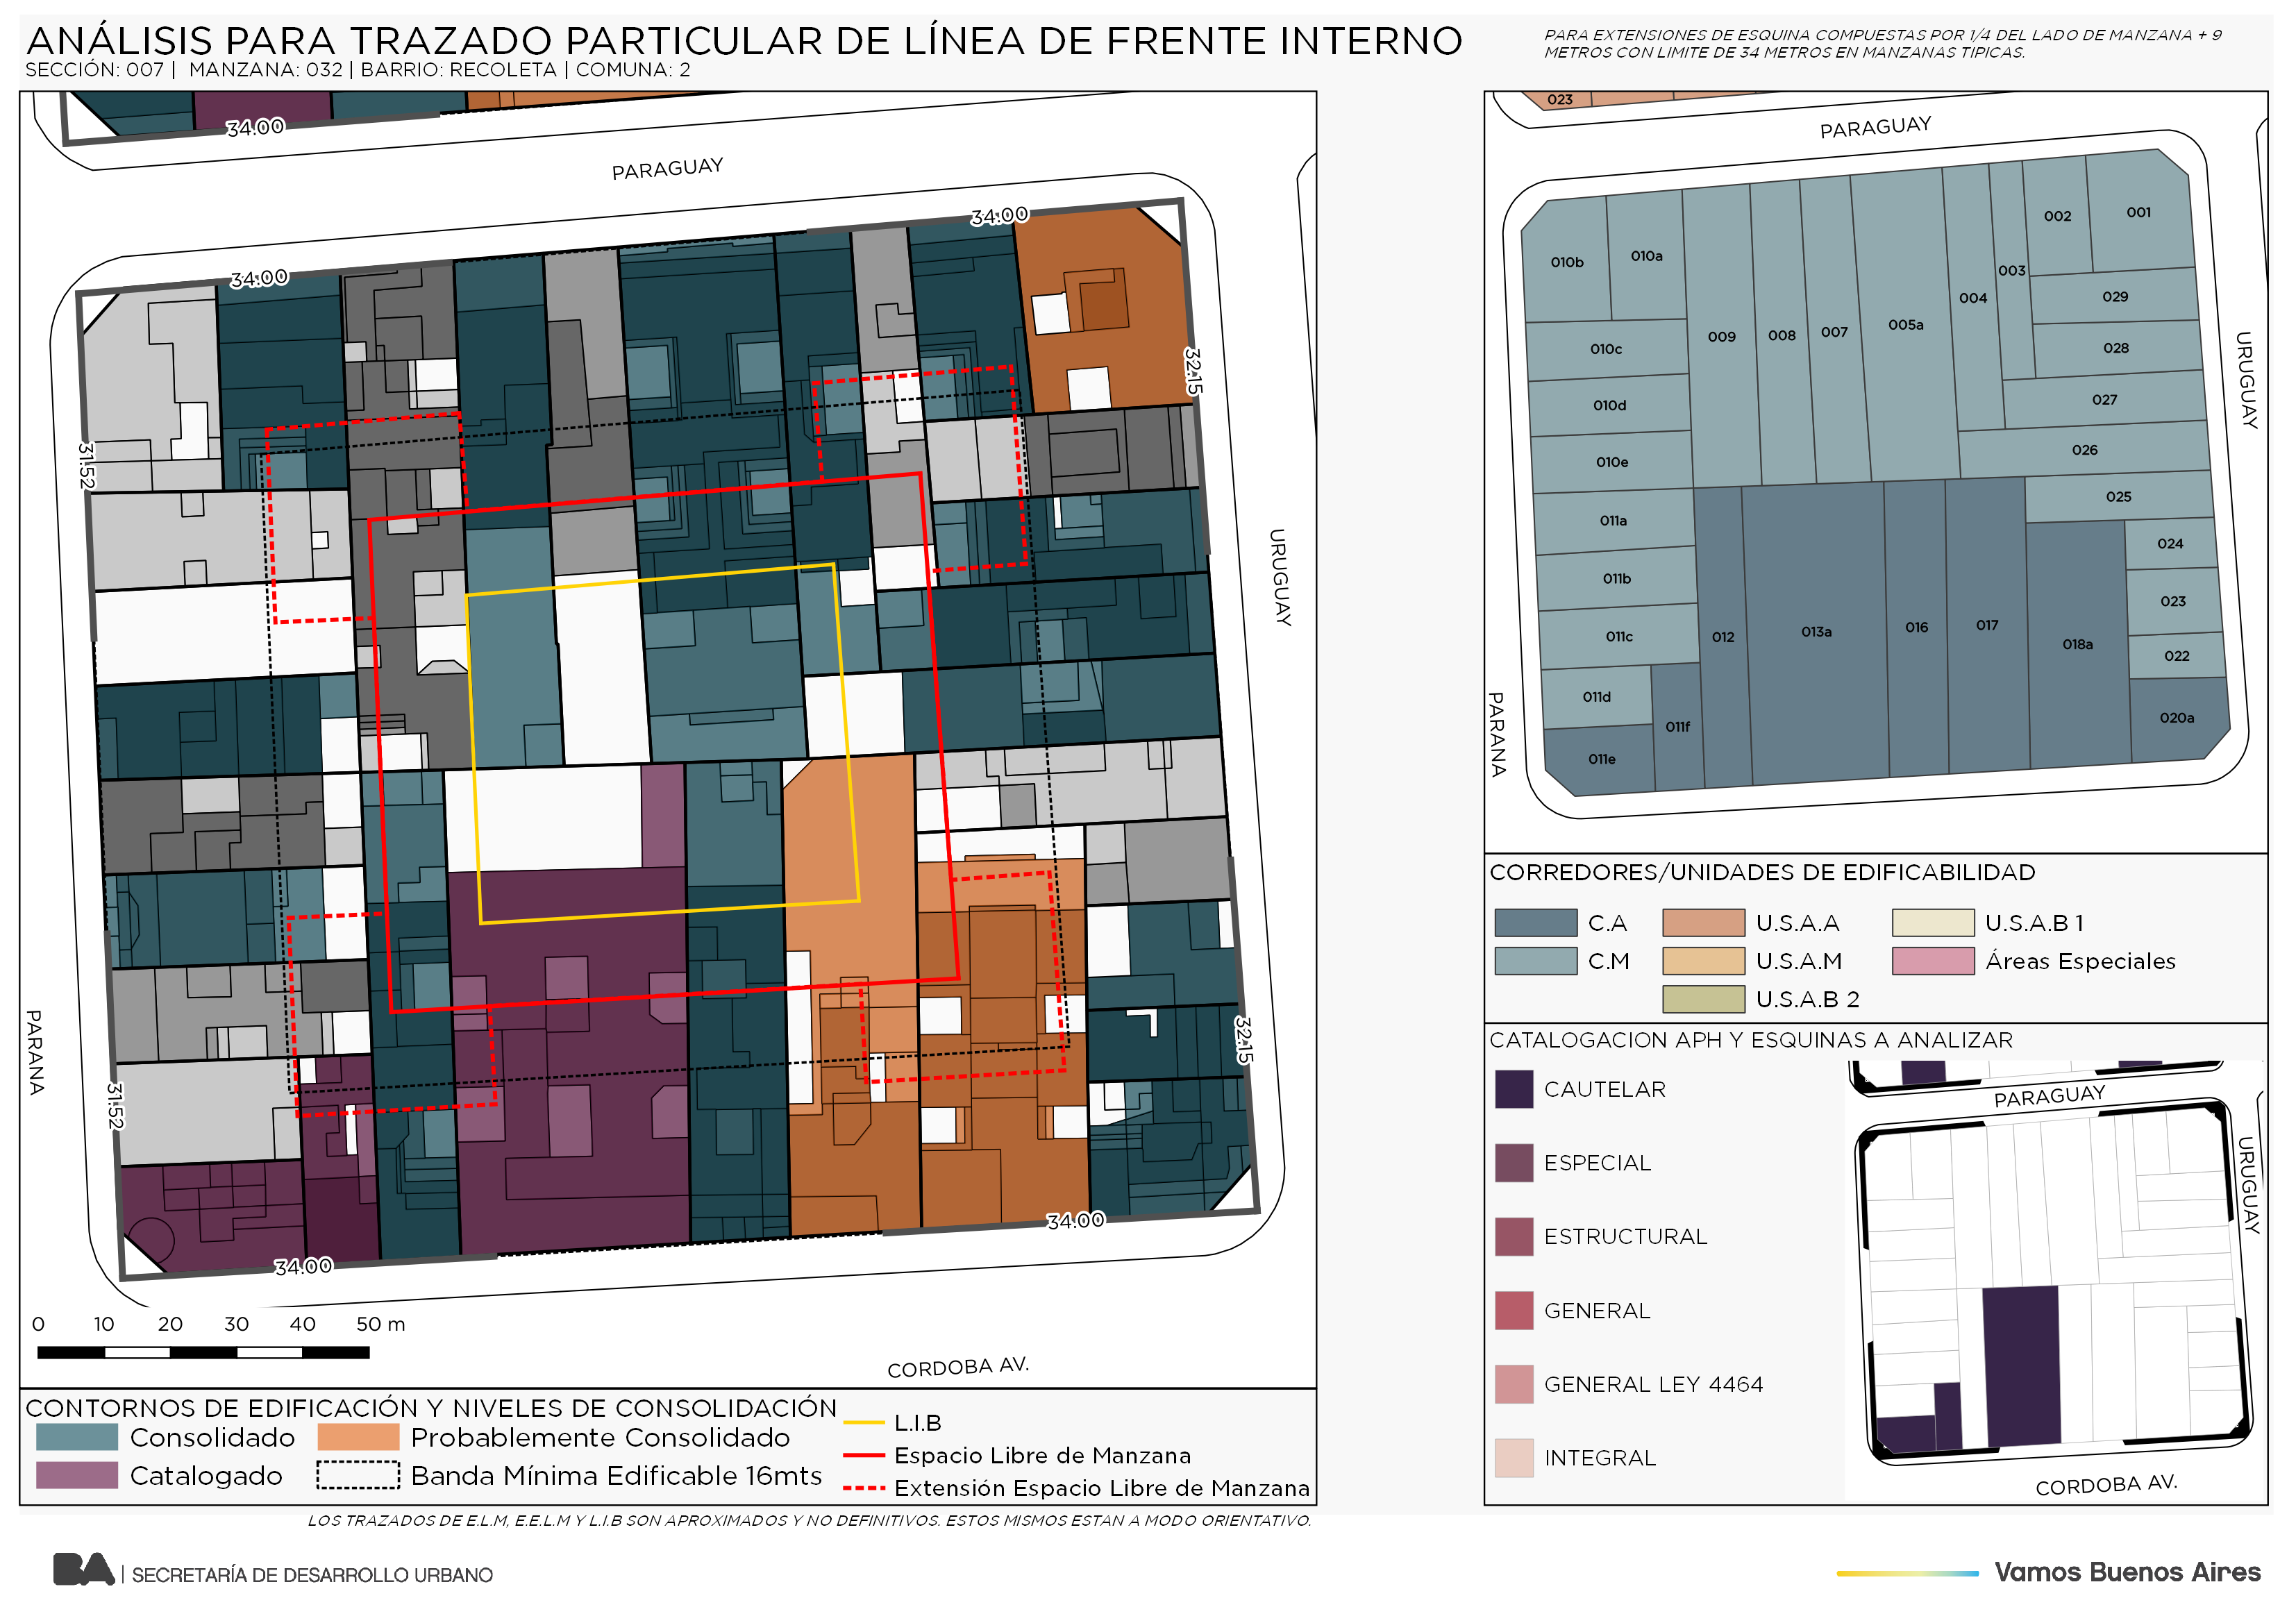 ANÁLISIS PARA TRAZADO PARTICULAR DE LÍNEA DE FRENTE INTERNO
SECCIÓN: 007 | MANZANA: 032 | BARRIO: RECOLETA | COMUNA: 2
PARA EXTENSIONES DE ESQUINA COMPUESTAS POR 1/4 DEL LADO DE MANZANA + 9
METROS CON LIMITE DE 34 METROS EN MANZANAS TIPICAS.
34.00
PARAGUAY
34.00
34.00
32.15
31.52
URUGUAY
PARANA
31.52
32.15
34.00
34.00
0 10 20 30 40 50 m
CORDOBA AV.
CONTORNOS DE EDIFICACIÓN Y NIVELES DE CONSOLIDACIÓN
Consolidado
Probablemente Consolidado
Catalogado
Banda Mínima Edificable 16mts
L.I.B
Espacio Libre de Manzana
Extensión Espacio Libre de Manzana
LOS TRAZADOS DE E.L.M, E.E.L.M Y L.I.B SON APROXIMADOS Y NO DEFINITIVOS. ESTOS MISMOS ESTAN A MODO ORIENTATIVO.
023
PARAGUAY
010b
010a
009
008
007
005a
004
003
002
001
029
028
027
026
025
024
023
022
020a
010c
010d
010e
011a
011b
011c
011d
011e
011f
012
013a
016
017
018a
URUGUAY
PARANA
CORREDORES/UNIDADES DE EDIFICABILIDAD
C.A
U.S.A.A
U.S.A.B 1
C.M
U.S.A.M
Áreas Especiales
U.S.A.B 2
CATALOGACION APH Y ESQUINAS A ANALIZAR
CAUTELAR
ESPECIAL
ESTRUCTURAL
GENERAL
GENERAL LEY 4464
INTEGRAL
PARAGUAY
URUGUAY
CORDOBA AV.
BA | SECRETARÍA DE DESARROLLO URBANO
Vamos Buenos Aires